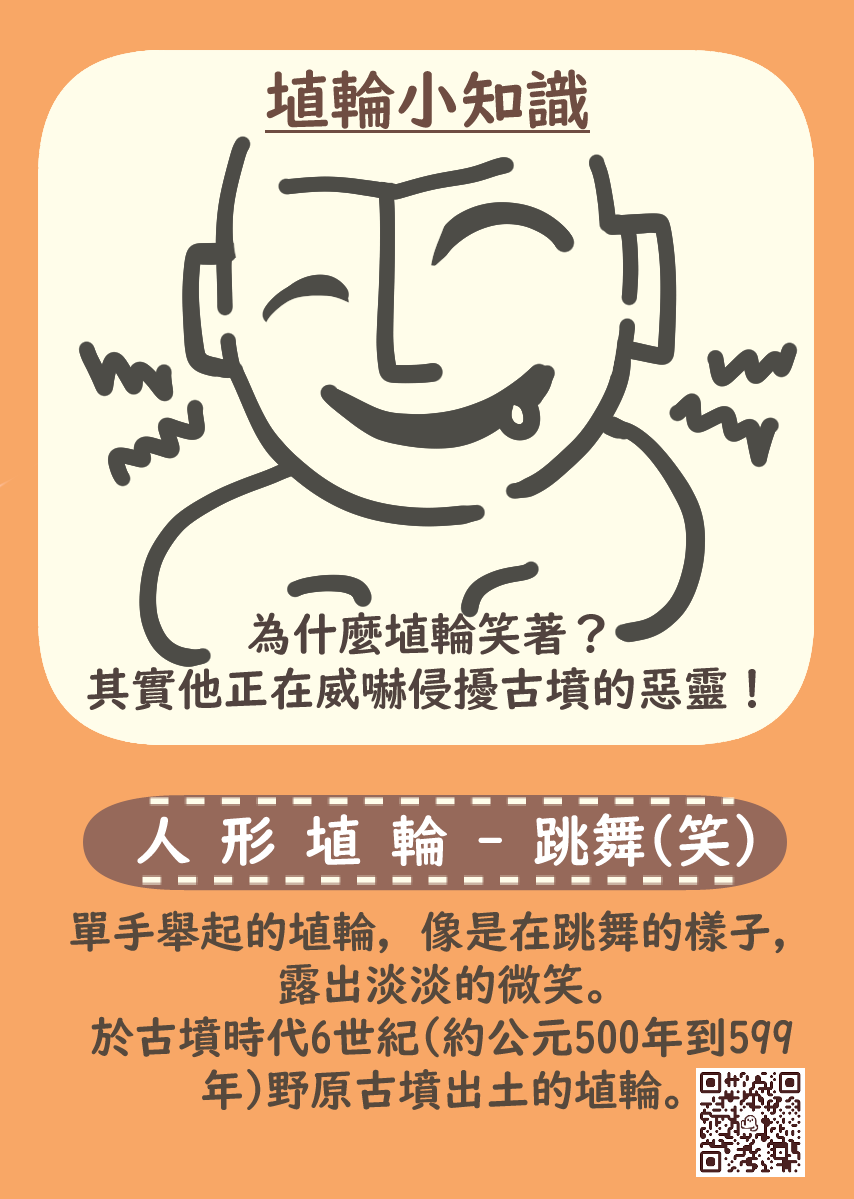 埴輪小知識
為什麼埴輪笑著？
其實他正在威嚇侵擾古墳的惡靈！
人形埴輪-跳舞(笑)
單手舉起的埴輪，像是在跳舞的樣子，
露出淡淡的微笑。
於古墳時代6世紀(約公元500年到599
年)野原古墳出土的埴輪。